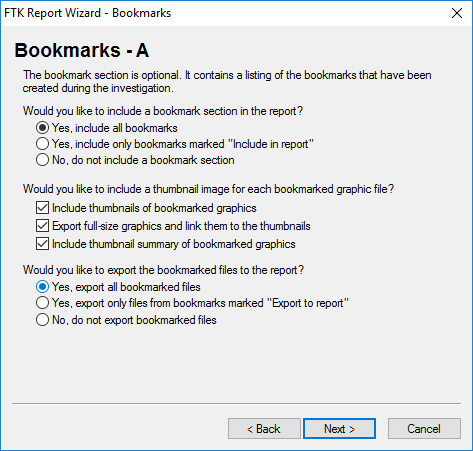 FTK Report Wizard - Bookmarks
Bookmarks - A
The bookmark section is optional. It contains a listing of the bookmarks that have been
created during the investigation.
Would you like to include a bookmark section in the report?
Yes, include all bookmarks
Yes, include only bookmarks marked "Include in report"
No, do not include a bookmark section
Would you like to include a thumbnail image for each bookmarked graphic file?
Include thumbnails of bookmarked graphics
Export full-size graphics and link them to the thumbnails
Include thumbnail summary of bookmarked graphics
Would you like to export the bookmarked files to the report?
Yes, export all bookmarked files
Yes, export only files from bookmarks marked "Export to report"
No, do not export bookmarked files
< Back Next > Cancel